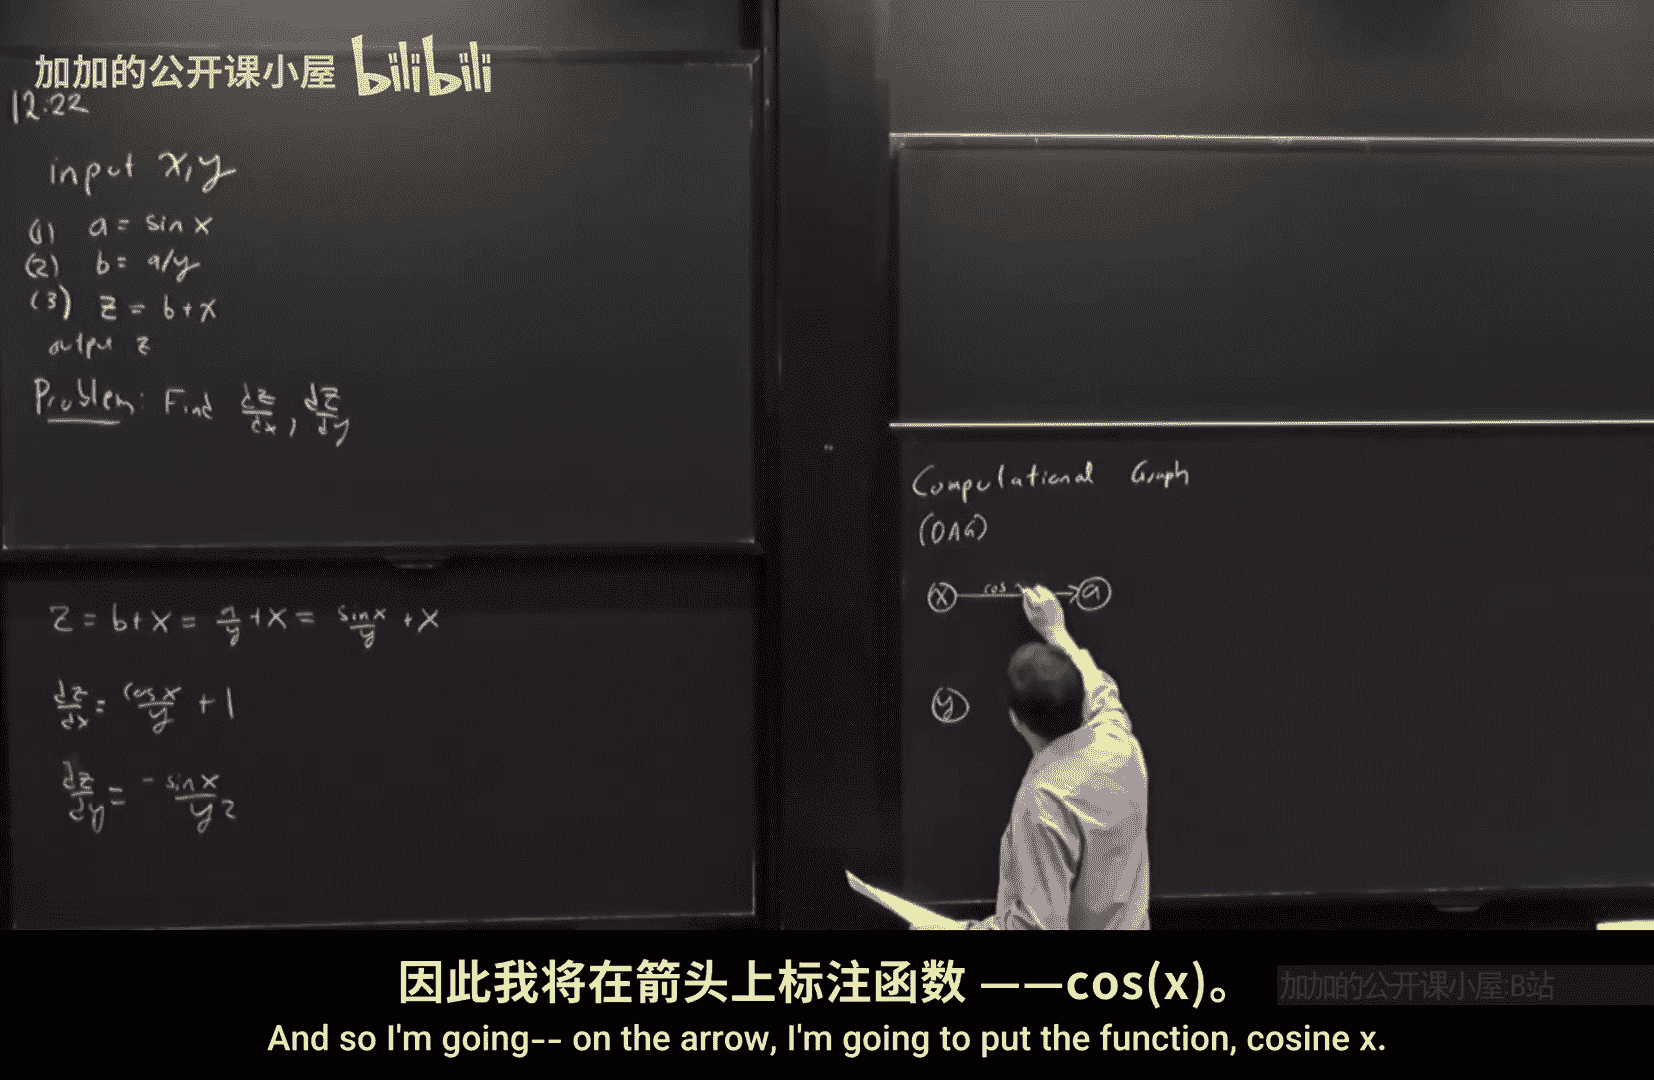 加加的公开课小屋 bilibili
12.22
input x, y
(1) a = sin x
(2) b = a/y
(3) z = b + x
output z
Problem: Find dz/dx, dz/dy
z = b + x = a/y + x = sin x/y + x
dz/dx = cos x/y + 1
dz/dy = - sin x/y2
Computational Graph
(DAG)
x cos a
y
因此我将在箭头上标注函数 ——cos(x)。
加加的公开课小屋:B站
And so I'm going-- on the arrow, I'm going to put the function, cosine x.